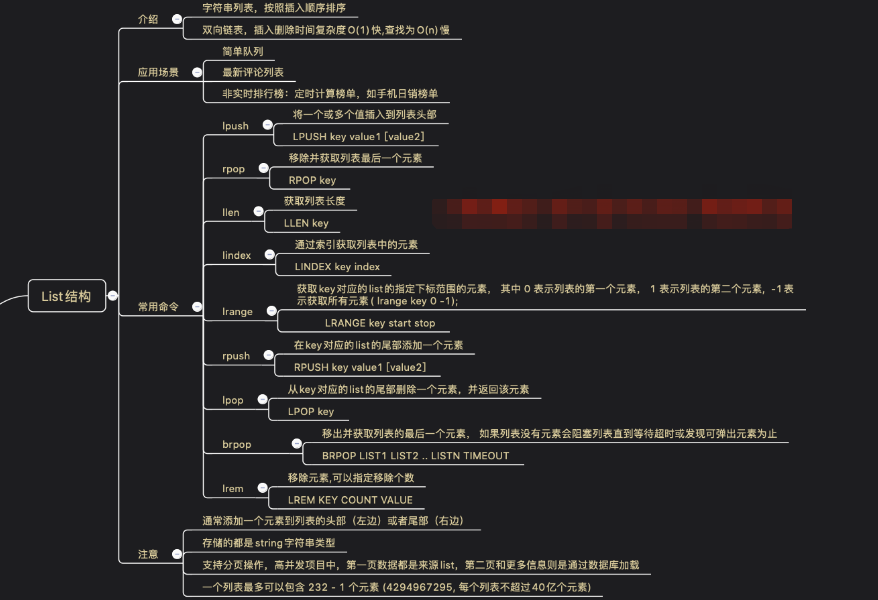 List结构
介绍
字符串列表，按照插入顺序排序
双向链表，插入删除时间复杂度O(1)快,查找为O(n)慢
应用场景
简单队列
最新评论列表
非实时排行榜：定时计算榜单，如手机日销榜单
常用命令
lpush
将一个或多个值插入到列表头部
LPUSH key value1 [value2]
rpop
移除并获取列表最后一个元素
RPOP key
llen
获取列表长度
LLEN key
lindex
通过索引获取列表中的元素
LINDEX key index
lrange
获取key对应的list的指定下标范围的元素， 其中 0 表示列表的第一个元素， 1 表示列表的第二个元素，-1 表
示获取所有元素 ( lrange key 0 -1);
LRANGE key start stop
rpush
在key对应的list的尾部添加一个元素
RPUSH key value1 [value2]
lpop
从key对应的list的尾部删除一个元素，并返回该元素
LPOP key
brpop
移出并获取列表的最后一个元素， 如果列表没有元素会阻塞列表直到等待超时或发现可弹出元素为止
BRPOP LIST1 LIST2 .. LISTN TIMEOUT
lrem
移除元素,可以指定移除个数
LREM KEY COUNT VALUE
注意
通常添加一个元素到列表的头部（左边）或者尾部（右边）
存储的都是string字符串类型
支持分页操作，高并发项目中，第一页数据都是来源list，第二页和更多信息则是通过数据库加载
一个列表最多可以包含 232 - 1 个元素 (4294967295, 每个列表不超过40亿个元素)